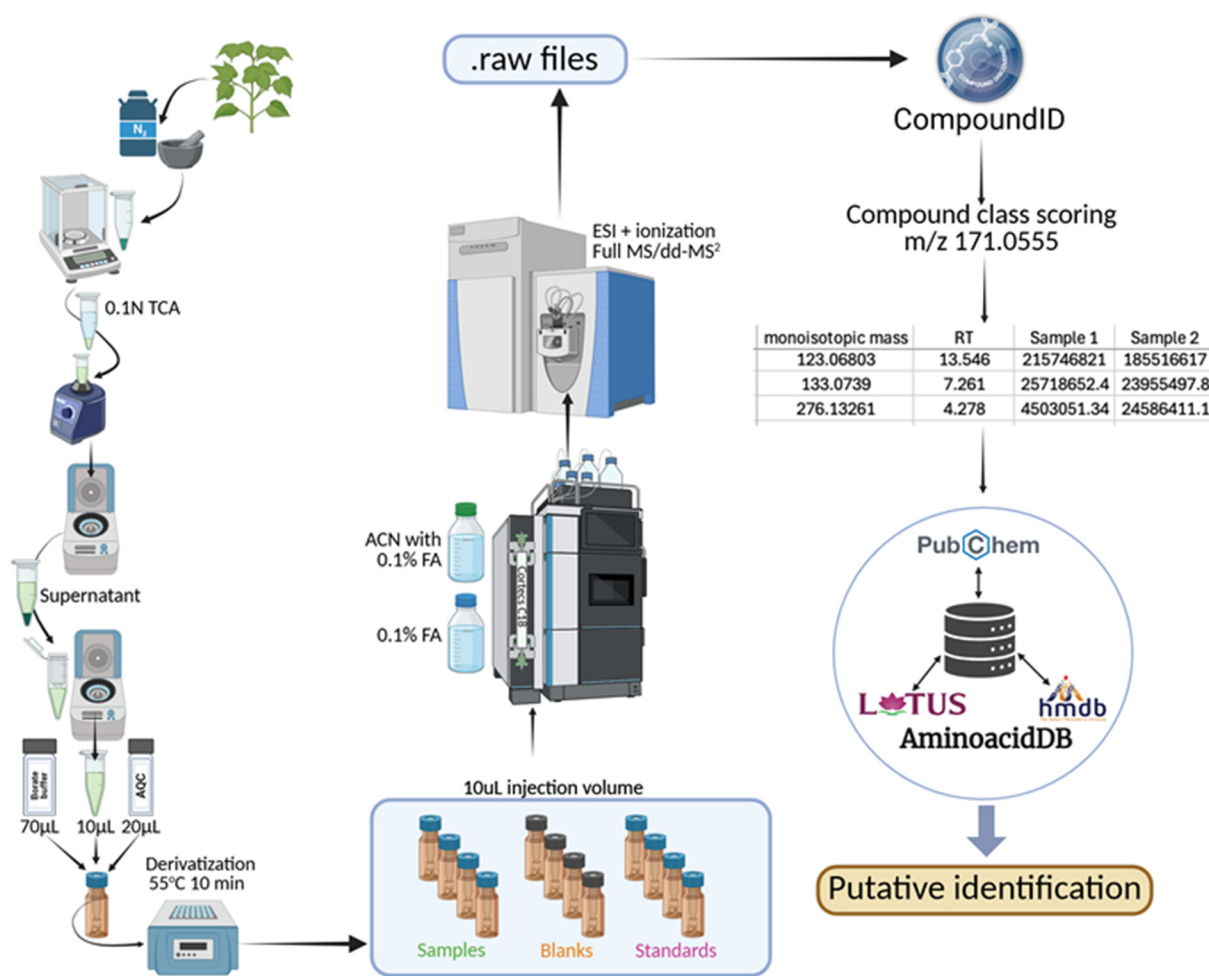 N₂
0.1N TCA
Supernatant
Borate
buffer
AQC
70µL
10µL
20µL
Derivatization
55°C 10 min
10uL injection volume
Samples
Blanks
Standards
ACN with
0.1% FA
0.1% FA
Cortecs C18
ESI + ionization
Full MS/dd-MS²
.raw files
COMPOUND DISCOVERER
CompoundID
Compound class scoring
m/z 171.0555
monoisotopic mass RT Sample 1 Sample 2
123.06803 13.546 215746821 185516617
133.0739 7.261 25718652.4 23955497.8
276.13261 4.278 4503051.34 24586411.1
PubChem
LOTUS
hmdb
AminoacidDB
Putative identification